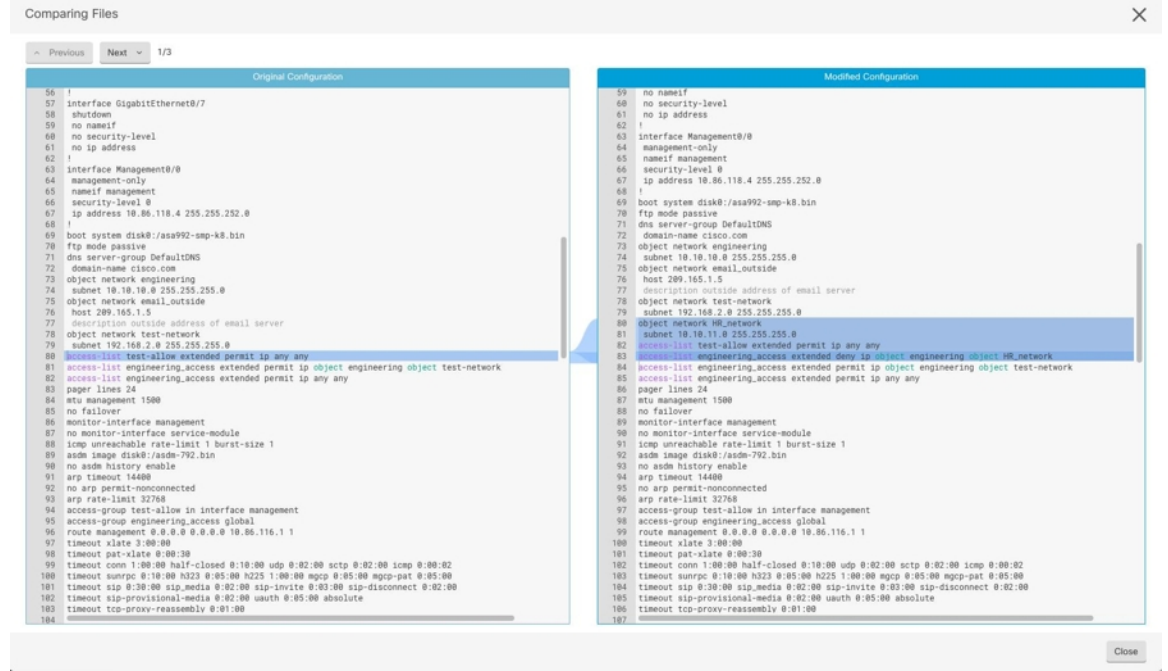 Comparing Files
Previous Next 1/3
Original Configuration
56 !
57 interface GigabitEthernet0/7
58 shutdown
59 no nameif
60 no security-level
61 no ip address
62 !
63 interface Management0/0
64 management-only
65 nameif management
66 security-level 0
67 ip address 10.86.118.4 255.255.252.0
68 !
69 boot system disk0:/asa992-smp-k8.bin
70 ftp mode passive
71 dns server-group DefaultDNS
72 domain-name cisco.com
73 object network engineering
74 subnet 10.10.10.0 255.255.255.0
75 object network email_outside
76 host 209.165.1.5
77 description outside address of email server
78 object network test-network
79 subnet 192.168.2.0 255.255.255.0
80 access-list test-allow extended permit ip any any
81 access-list engineering_access extended permit ip object engineering object test-network
82 access-list engineering_access extended permit ip any any
83 pager lines 24
84 mtu management 1500
85 no failover
86 monitor-interface management
87 no monitor-interface service-module
88 icmp unreachable rate-limit 1 burst-size 1
89 asdm image disk0:/asdm-792.bin
90 no asdm history enable
91 arp timeout 14400
92 no arp permit-nonconnected
93 arp rate-limit 32768
94 access-group test-allow in interface management
95 access-group engineering_access global
96 route management 0.0.0.0 0.0.0.0 10.86.116.1 1
97 timeout xlate 3:00:00
98 timeout pat-xlate 0:00:30
99 timeout conn 1:00:00 half-closed 0:10:00 udp 0:02:00 sctp 0:02:00 icmp 0:00:02
100 timeout sunrpc 0:10:00 h323 0:05:00 h225 1:00:00 mgcp 0:05:00 mgcp-pat 0:05:00
101 timeout sip 0:30:00 sip_media 0:02:00 sip-invite 0:03:00 sip-disconnect 0:02:00
102 timeout sip-provisional-media 0:02:00 uauth 0:05:00 absolute
103 timeout tcp-proxy-reassembly 0:01:00
104
Modified Configuration
59 no nameif
60 no security-level
61 no ip address
62 !
63 interface Management0/0
64 management-only
65 nameif management
66 security-level 0
67 ip address 10.86.118.4 255.255.252.0
68 !
69 boot system disk0:/asa992-smp-k8.bin
70 ftp mode passive
71 dns server-group DefaultDNS
72 domain-name cisco.com
73 object network engineering
74 subnet 10.10.10.0 255.255.255.0
75 object network email_outside
76 host 209.165.1.5
77 description outside address of email server
78 object network test-network
79 subnet 192.168.2.0 255.255.255.0
80 object network HR_network
81 subnet 10.10.11.0 255.255.255.0
82 access-list test-allow extended permit ip any any
83 access-list engineering_access extended deny ip object engineering object HR_network
84 access-list engineering_access extended permit ip object engineering object test-network
85 access-list engineering_access extended permit ip any any
86 pager lines 24
87 mtu management 1500
88 no failover
89 monitor-interface management
90 no monitor-interface service-module
91 icmp unreachable rate-limit 1 burst-size 1
92 asdm image disk0:/asdm-792.bin
93 no asdm history enable
94 arp timeout 14400
95 no arp permit-nonconnected
96 arp rate-limit 32768
97 access-group test-allow in interface management
98 access-group engineering_access global
99 route management 0.0.0.0 0.0.0.0 10.86.116.1 1
100 timeout xlate 3:00:00
101 timeout pat-xlate 0:00:30
102 timeout conn 1:00:00 half-closed 0:10:00 udp 0:02:00 sctp 0:02:00 icmp 0:00:02
103 timeout sunrpc 0:10:00 h323 0:05:00 h225 1:00:00 mgcp 0:05:00 mgcp-pat 0:05:00
104 timeout sip 0:30:00 sip_media 0:02:00 sip-invite 0:03:00 sip-disconnect 0:02:00
105 timeout sip-provisional-media 0:02:00 uauth 0:05:00 absolute
106 timeout tcp-proxy-reassembly 0:01:00
107
Close